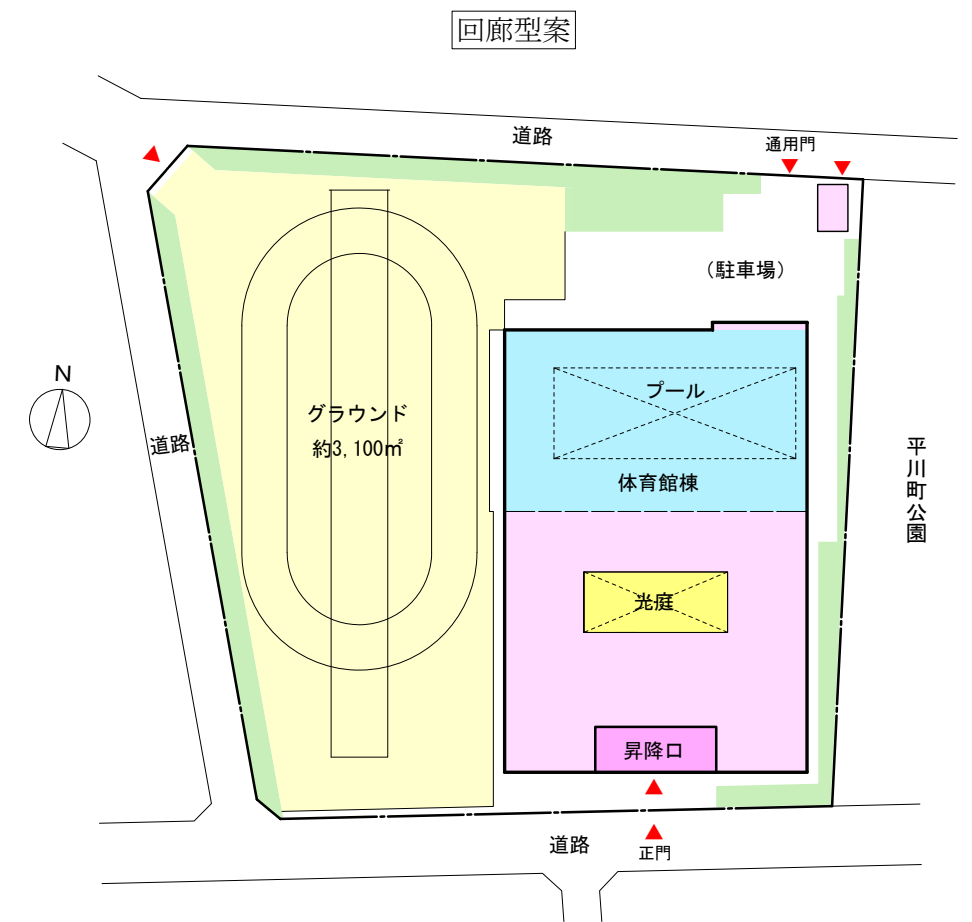 回廊型案
道路
通用門
(駐車場)
N
プール
グラウンド
約3,100㎡
道路
体育館棟
平川町公園
光庭
昇降口
道路
正門